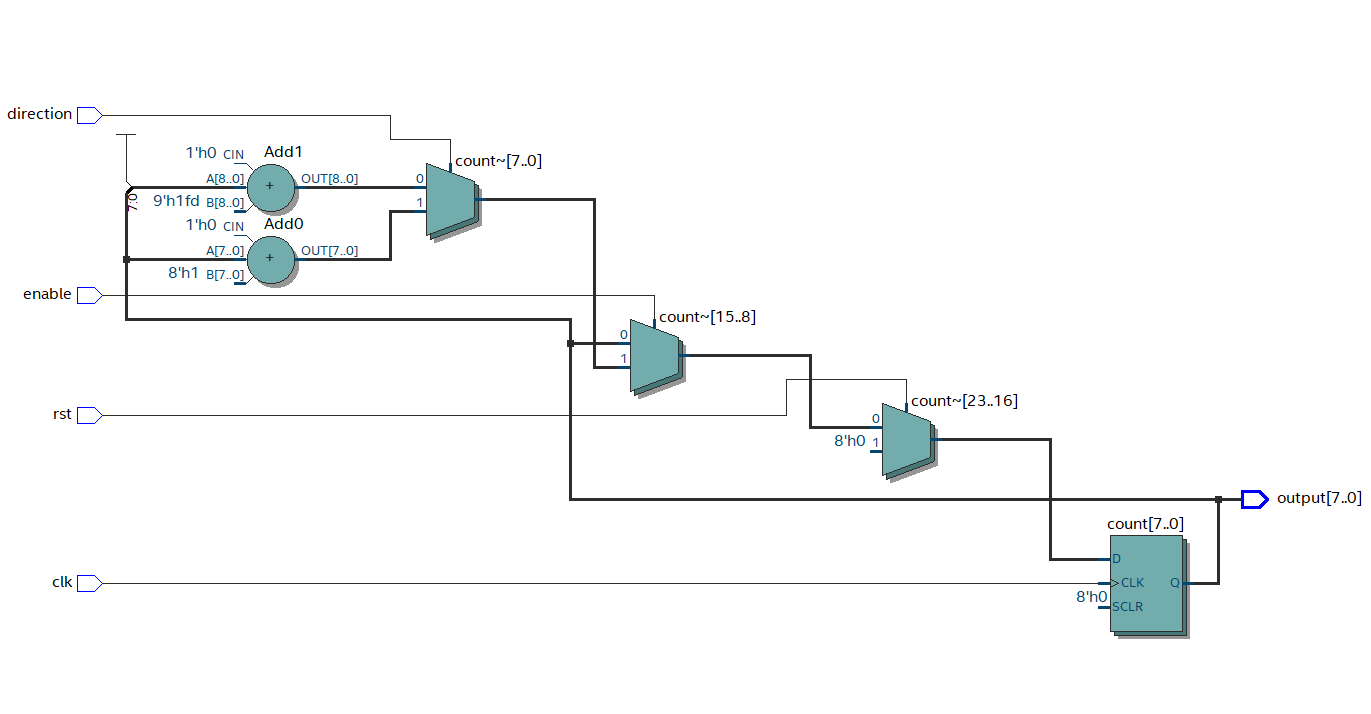 direction
1'h0 CIN
Add1
count~[7..0]
A[8..0]
OUT[8..0]
0
7:0
9'h1fd B[8..0]
1
1'h0 CIN
Add0
+
A[7..0]
OUT[7..0]
+
8'h1 B[7..0]
enable
count~[15..8]
0
1
rst
count~[23..16]
0
8'h0 1
output[7..0]
count[7..0]
D
clk
CLK
Q
8'h0
SCLR